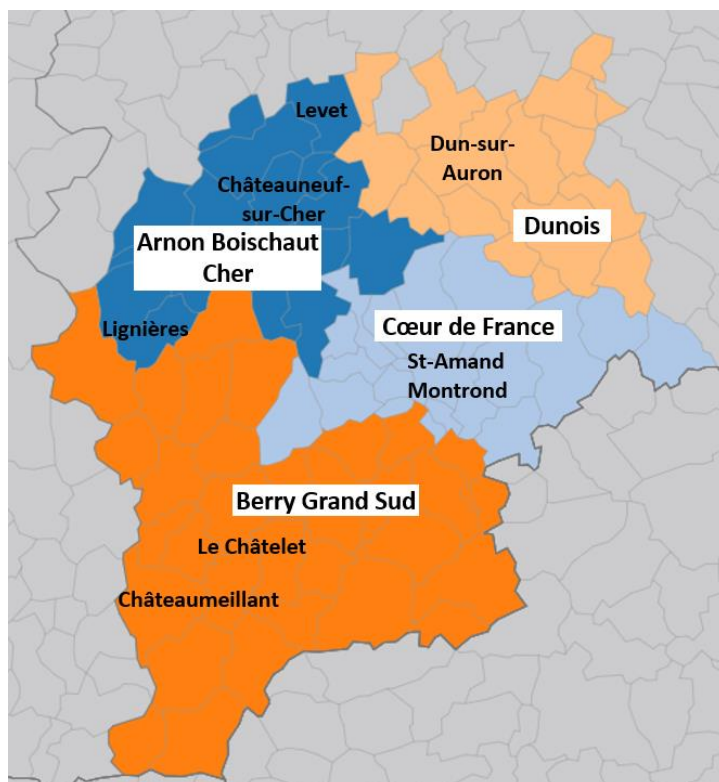 Levet
Dun-sur-
Auron
Châteauneuf-
sur-Cher
Dunois
Arnon Boischaut
Cher
Lignières
Cœur de France
St-Amand
Montrond
Berry Grand Sud
Le Châtelet
Châteaumeillant